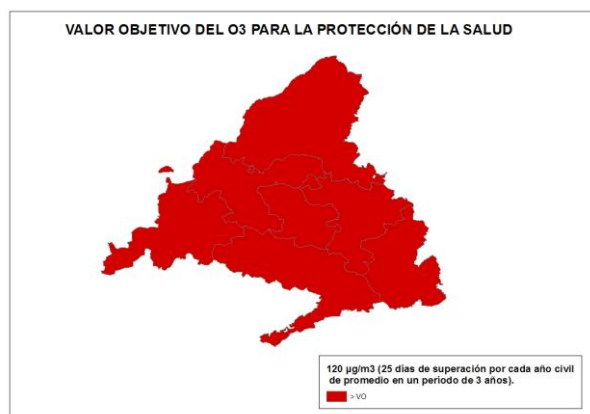 VALOR OBJETIVO DEL O3 PARA LA PROTECCIÓN DE LA SALUD
120 µg/m3 (25 días de superación por cada año civil
de promedio en un periodo de 3 años).
> VO